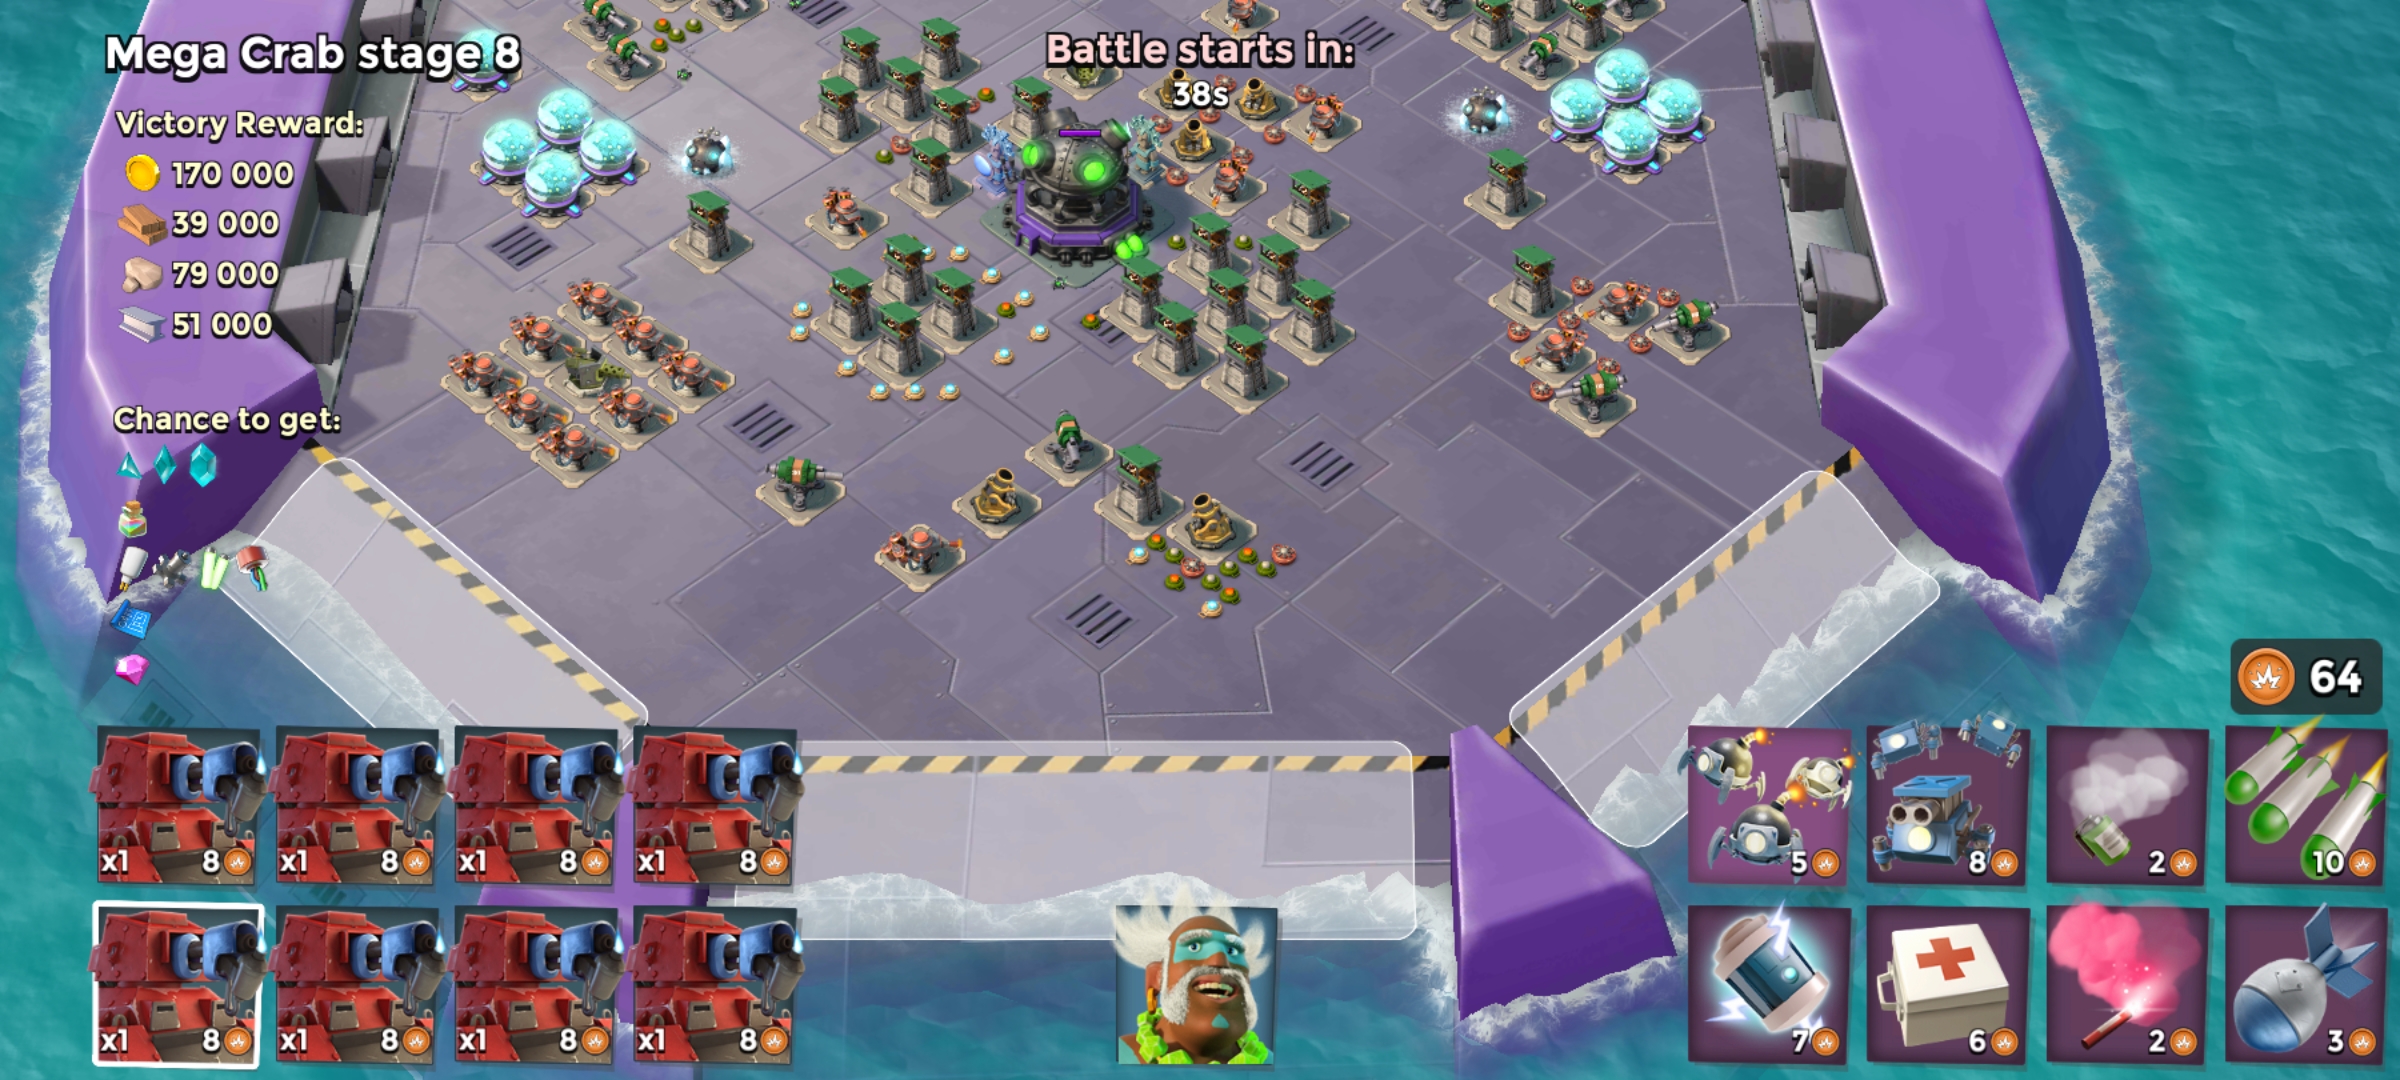 Mega Crab stage 8
Battle starts in:
38s
Victory Reward:
170 000
39 000
79 000
51 000
Chance to get:
64
x1 8
x1 8
x1 8
x1 8
5
8
2
10
x1 8
x1 8
x1 8
x1 8
7
6
2
3